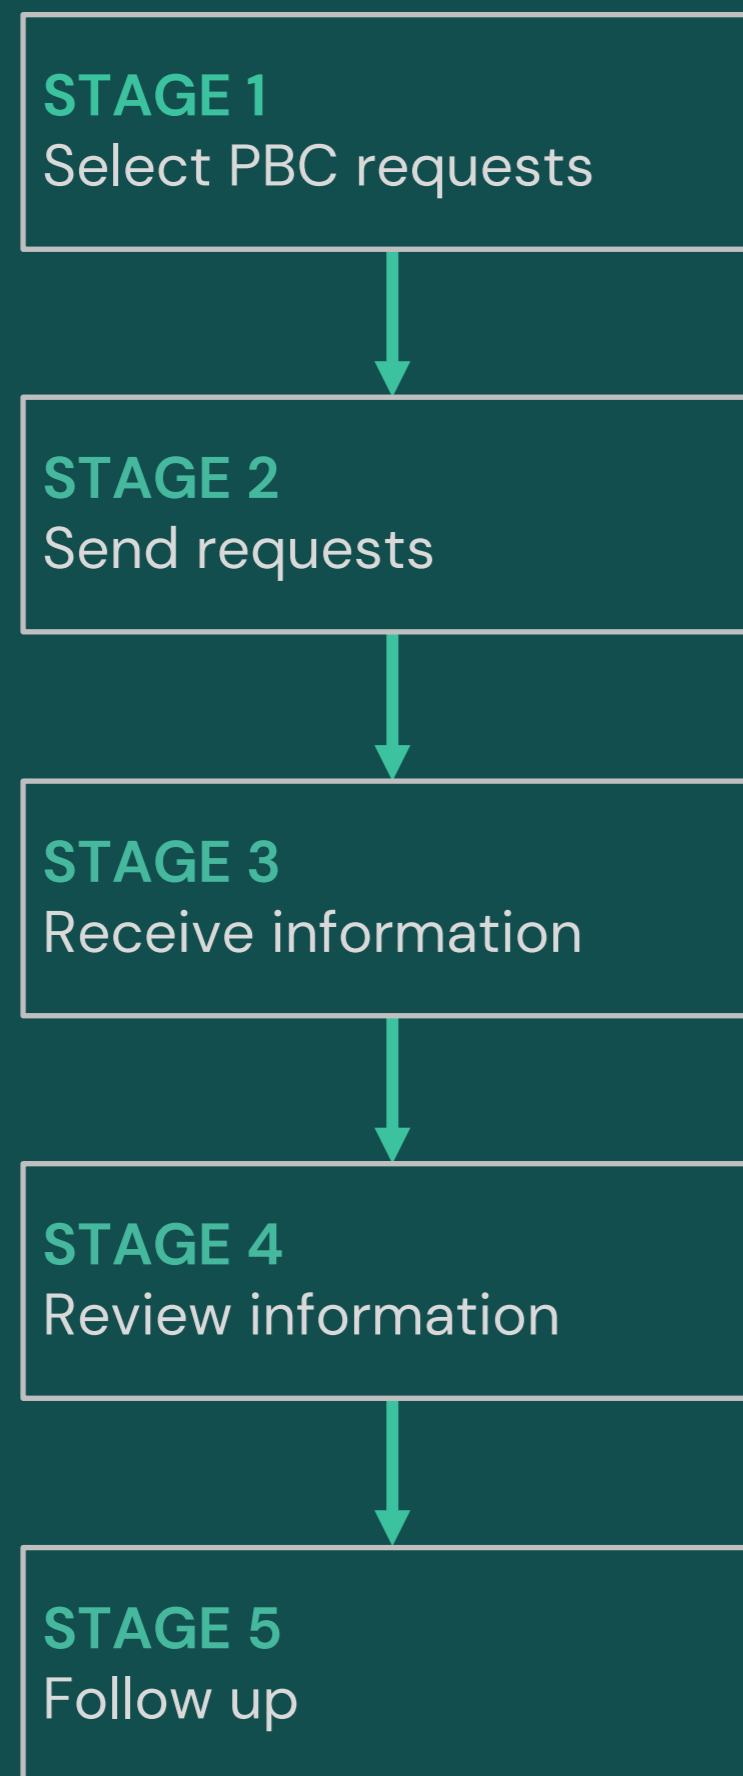 STAGE 1
Select PBC requests
STAGE 2
Send requests
STAGE 3
Receive information
STAGE 4
Review information
STAGE 5
Follow up